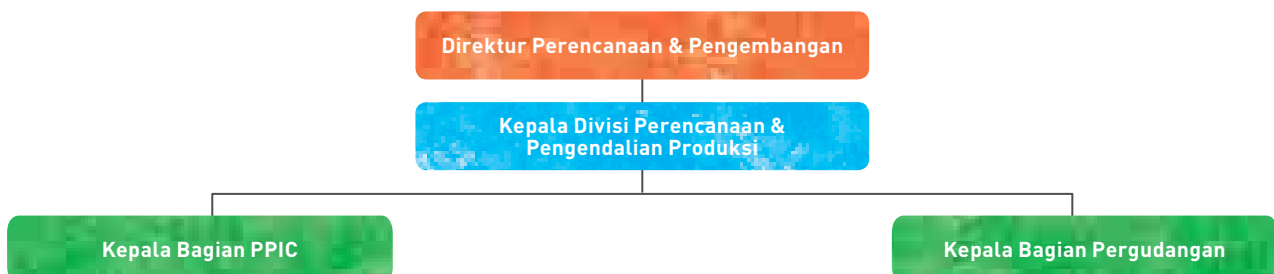 Direktur Perencanaan & Pengembangan
Kepala Divisi Perencanaan &
Pengendalian Produksi
Kepala Bagian PPIC
Kepala Bagian Pergudangan